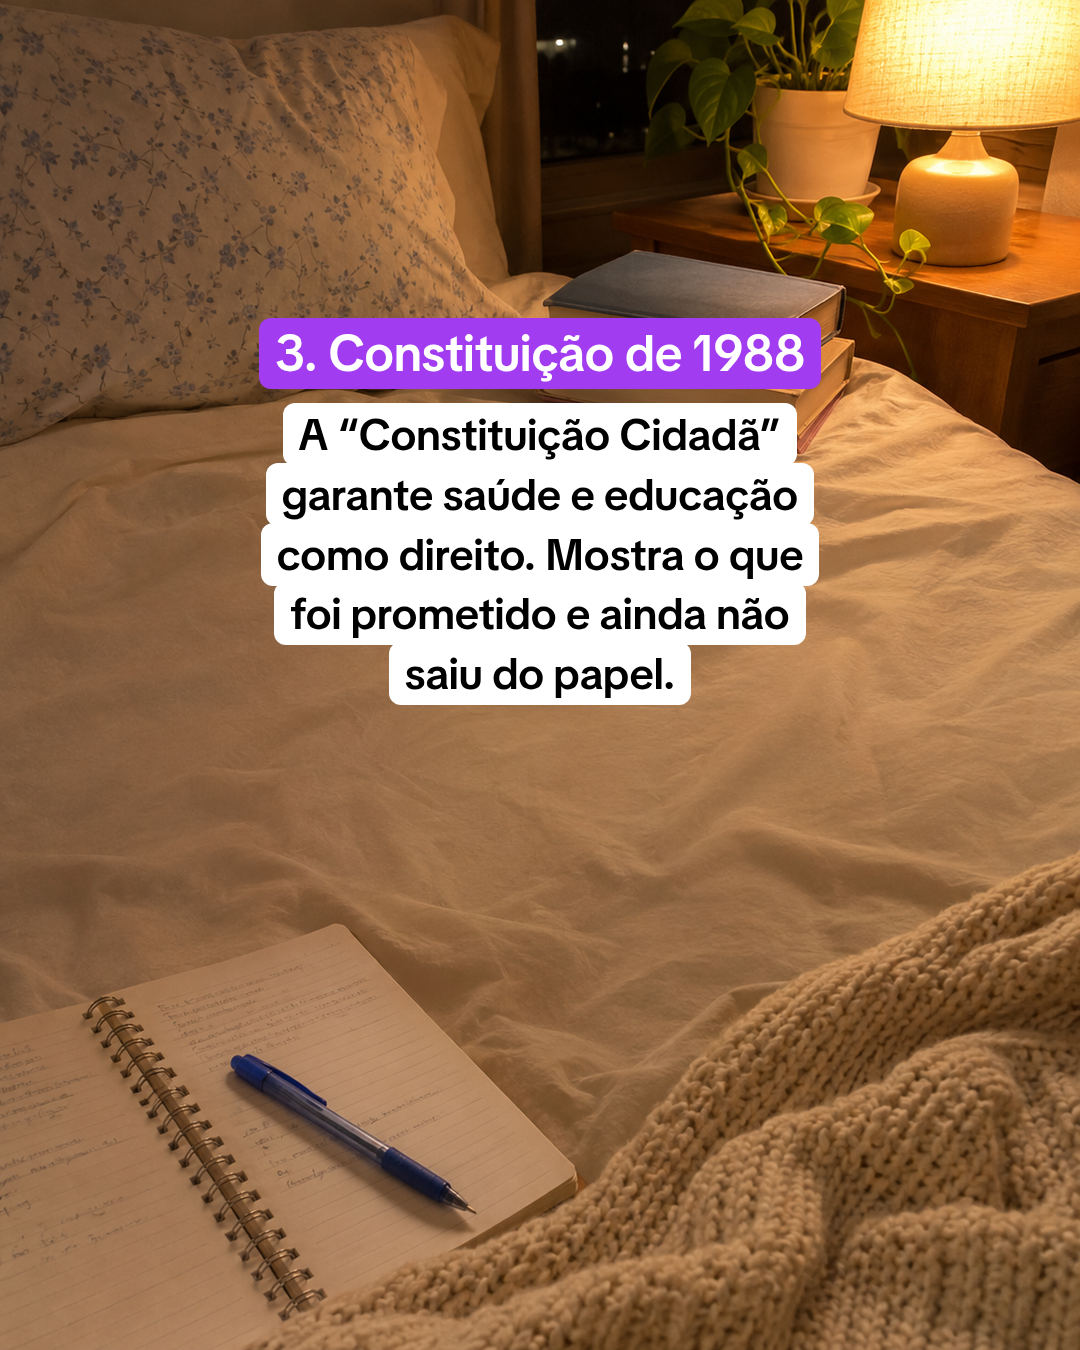 3. Constituição de 1988
A “Constituição Cidadã”
garante saúde e educação
como direito. Mostra o que
foi prometido e ainda não
saiu do papel.